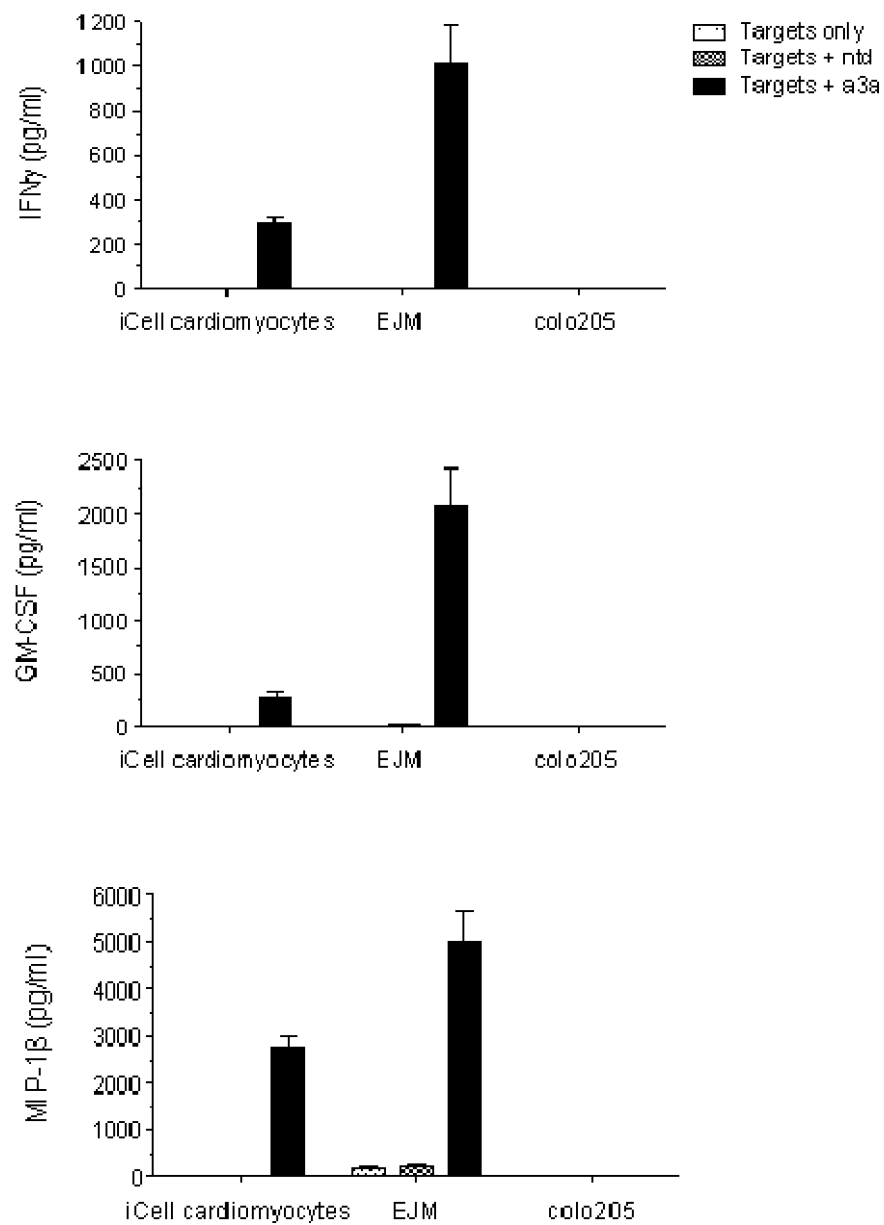 Targets only
Targets + ntd
Targets + a3a
IFNγ (pg/ml)
1200
1000
800
600
400
200
0
iCell cardiomyocytes EJM colo205
GM-CSF (pg/ml)
2500
2000
1500
1000
500
0
iCell cardiomyocytes EJM colo205
MIP-1β (pg/ml)
6000
5000
4000
3000
2000
1000
0
iCell cardiomyocytes EJM colo205